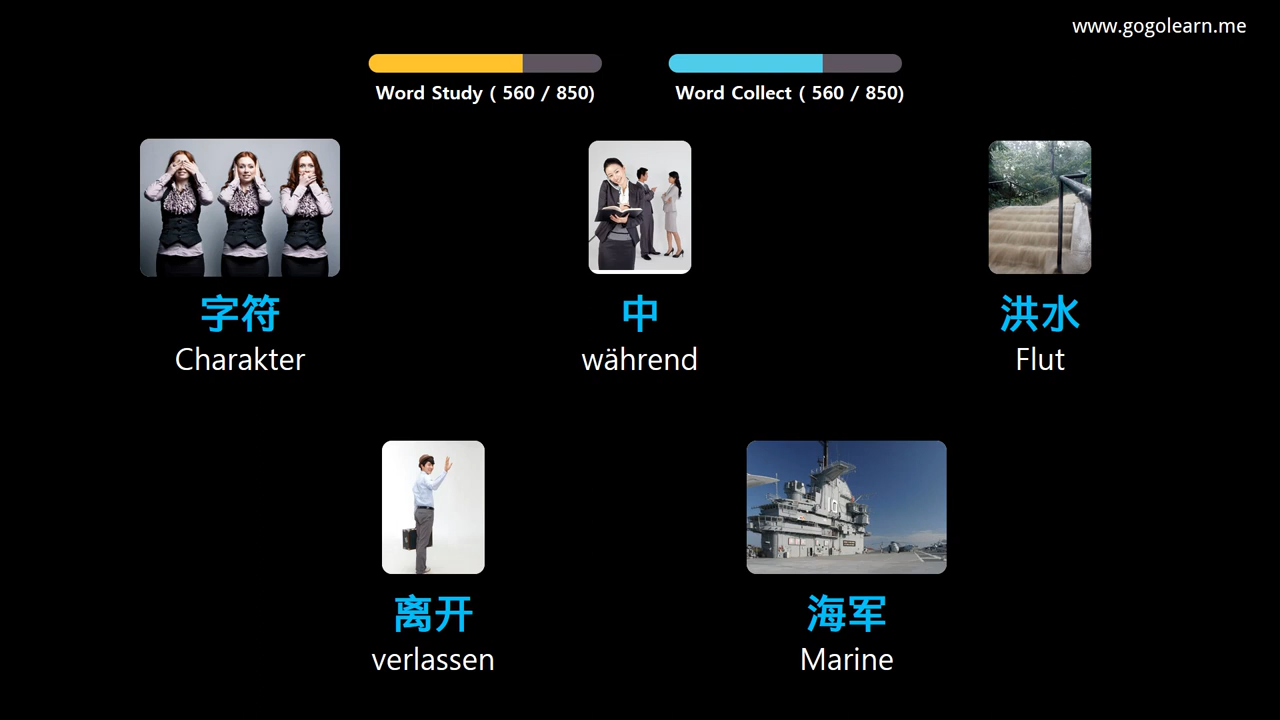 www.gogolearn.me
Word Study ( 560 / 850)
Word Collect ( 560 / 850)
字符
Charakter
中
während
洪水
Flut
10
离开
verlassen
海军
Marine